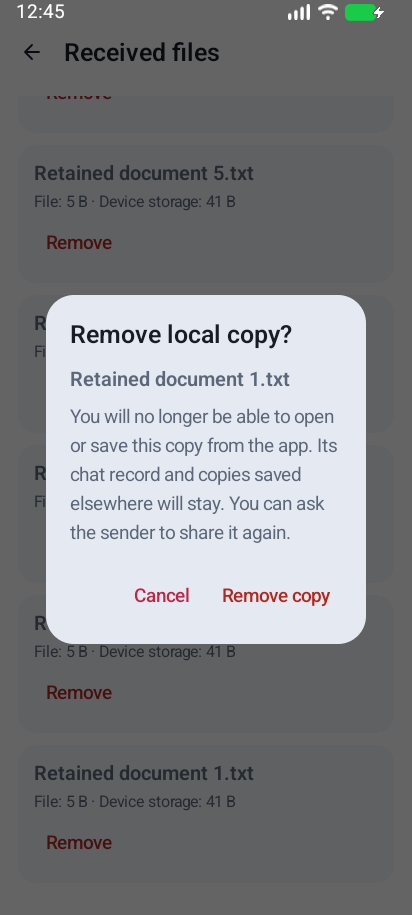 12:45
Received files
Remove
Retained document 5.txt
File: 5 B · Device storage: 41 B
Remove
Remove local copy?
Retained document 1.txt
You will no longer be able to open
or save this copy from the app. Its
chat record and copies saved
elsewhere will stay. You can ask
the sender to share it again.
Cancel
Remove copy
File: 5 B · Device storage: 41 B
Remove
Retained document 1.txt
File: 5 B · Device storage: 41 B
Remove